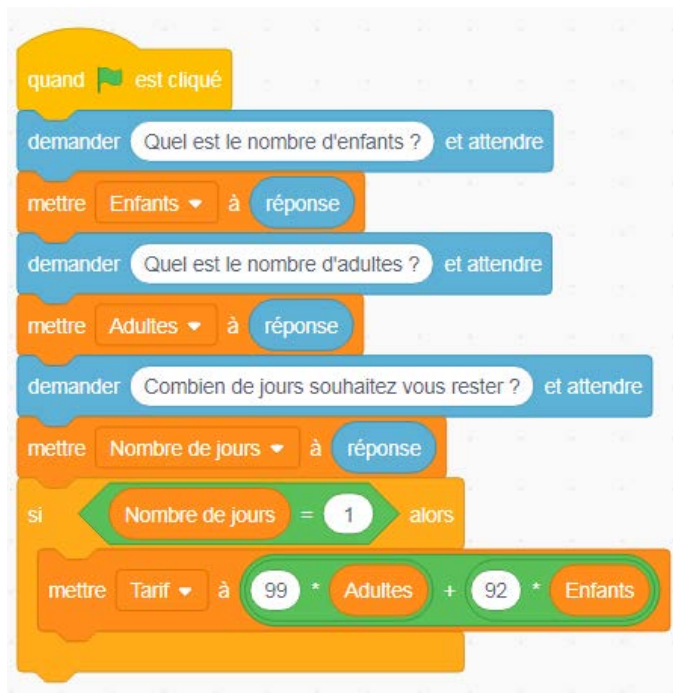 quand est cliqué
demander Quel est le nombre d'enfants ? et attendre
mettre Enfants à réponse
demander Quel est le nombre d'adultes ? et attendre
mettre Adultes à réponse
demander Combien de jours souhaitez vous rester ? et attendre
mettre Nombre de jours à réponse
si Nombre de jours = 1 alors
mettre Tarif à 99 * Adultes + 92 * Enfants